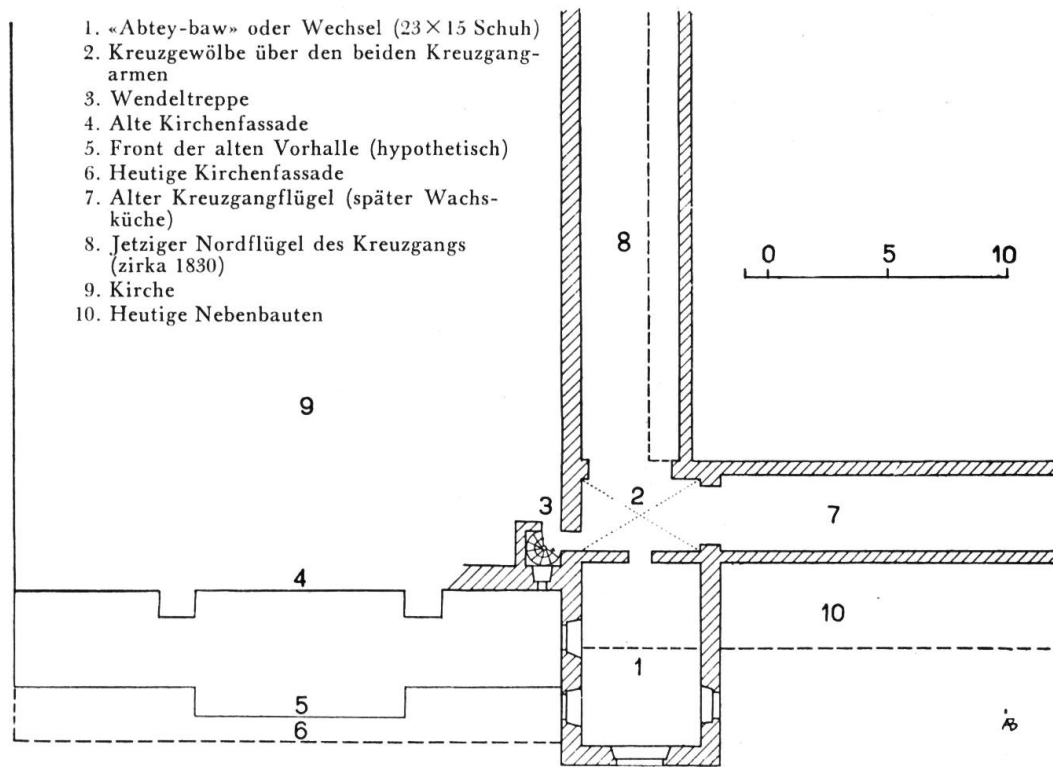 1. «Abtey-baw» oder Wechsel (23×15 Schuh)
2. Kreuzgewölbe über den beiden Kreuzgang-
armen
3. Wendeltreppe
4. Alte Kirchenfassade
5. Front der alten Vorhalle (hypothetisch)
6. Heutige Kirchenfassade
7. Alter Kreuzgangflügel (später Wachs-
küche)
8. Jetziger Nordflügel des Kreuzgangs
(zirka 1830)
9. Kirche
10. Heutige Nebenbauten
8
0 5 10
9
3
2
7
4
10
1
5
6